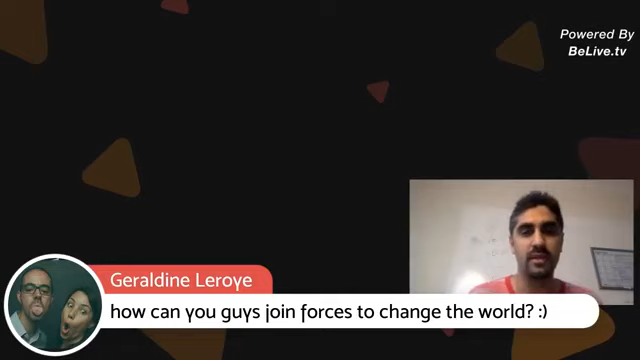 Powered By
BeLive.tv
Geraldine Leroye
how can you guys join forces to change the world? :)